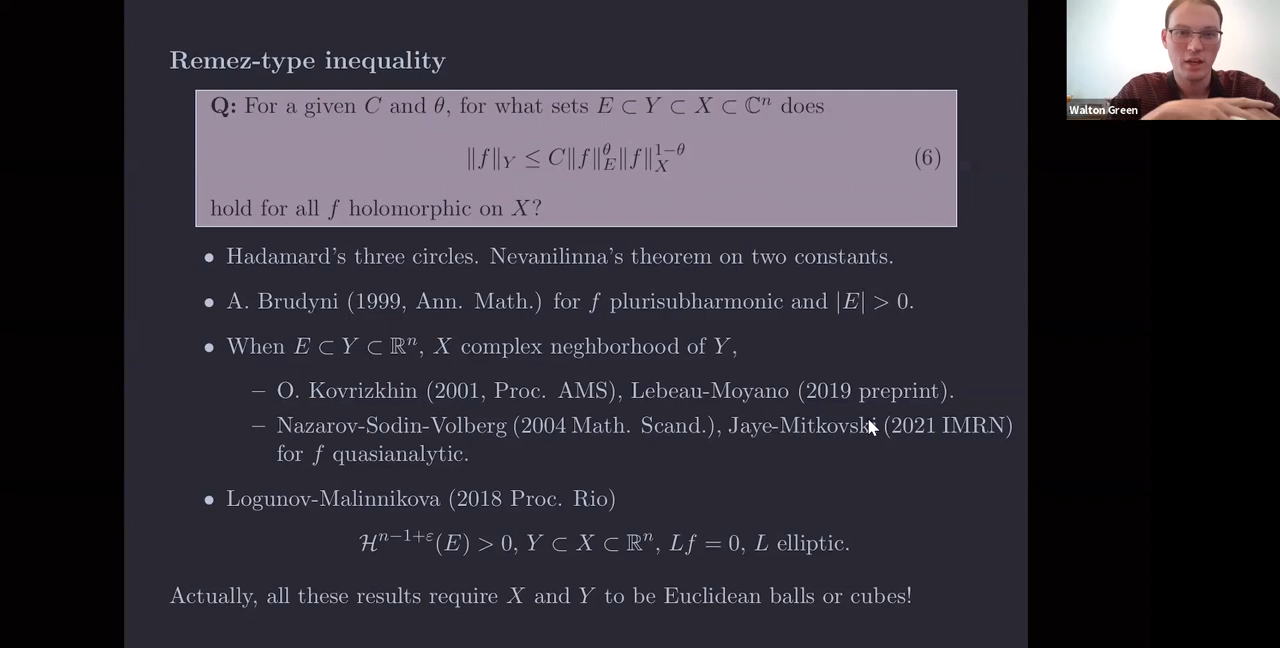 Remez-type inequality
Q: For a given C and θ, for what sets E ⊂ Y ⊂ X ⊂ ℂⁿ does
‖f‖_Y ≤ C‖f‖_E^θ ‖f‖_X^{1−θ} (6)
hold for all f holomorphic on X?
• Hadamard's three circles. Nevanilinna's theorem on two constants.
• A. Brudyni (1999, Ann. Math.) for f plurisubharmonic and |E| > 0.
• When E ⊂ Y ⊂ ℝⁿ, X complex neghborhood of Y,
– O. Kovrizkhin (2001, Proc. AMS), Lebeau-Moyano (2019 preprint).
– Nazarov-Sodin-Volberg (2004 Math. Scand.), Jaye-Mitkovski (2021 IMRN)
for f quasianalytic.
• Logunov-Malinnikova (2018 Proc. Rio)
ℋ^{n−1+ε}(E) > 0, Y ⊂ X ⊂ ℝⁿ, Lf = 0, L elliptic.
Actually, all these results require X and Y to be Euclidean balls or cubes!
Walton Green